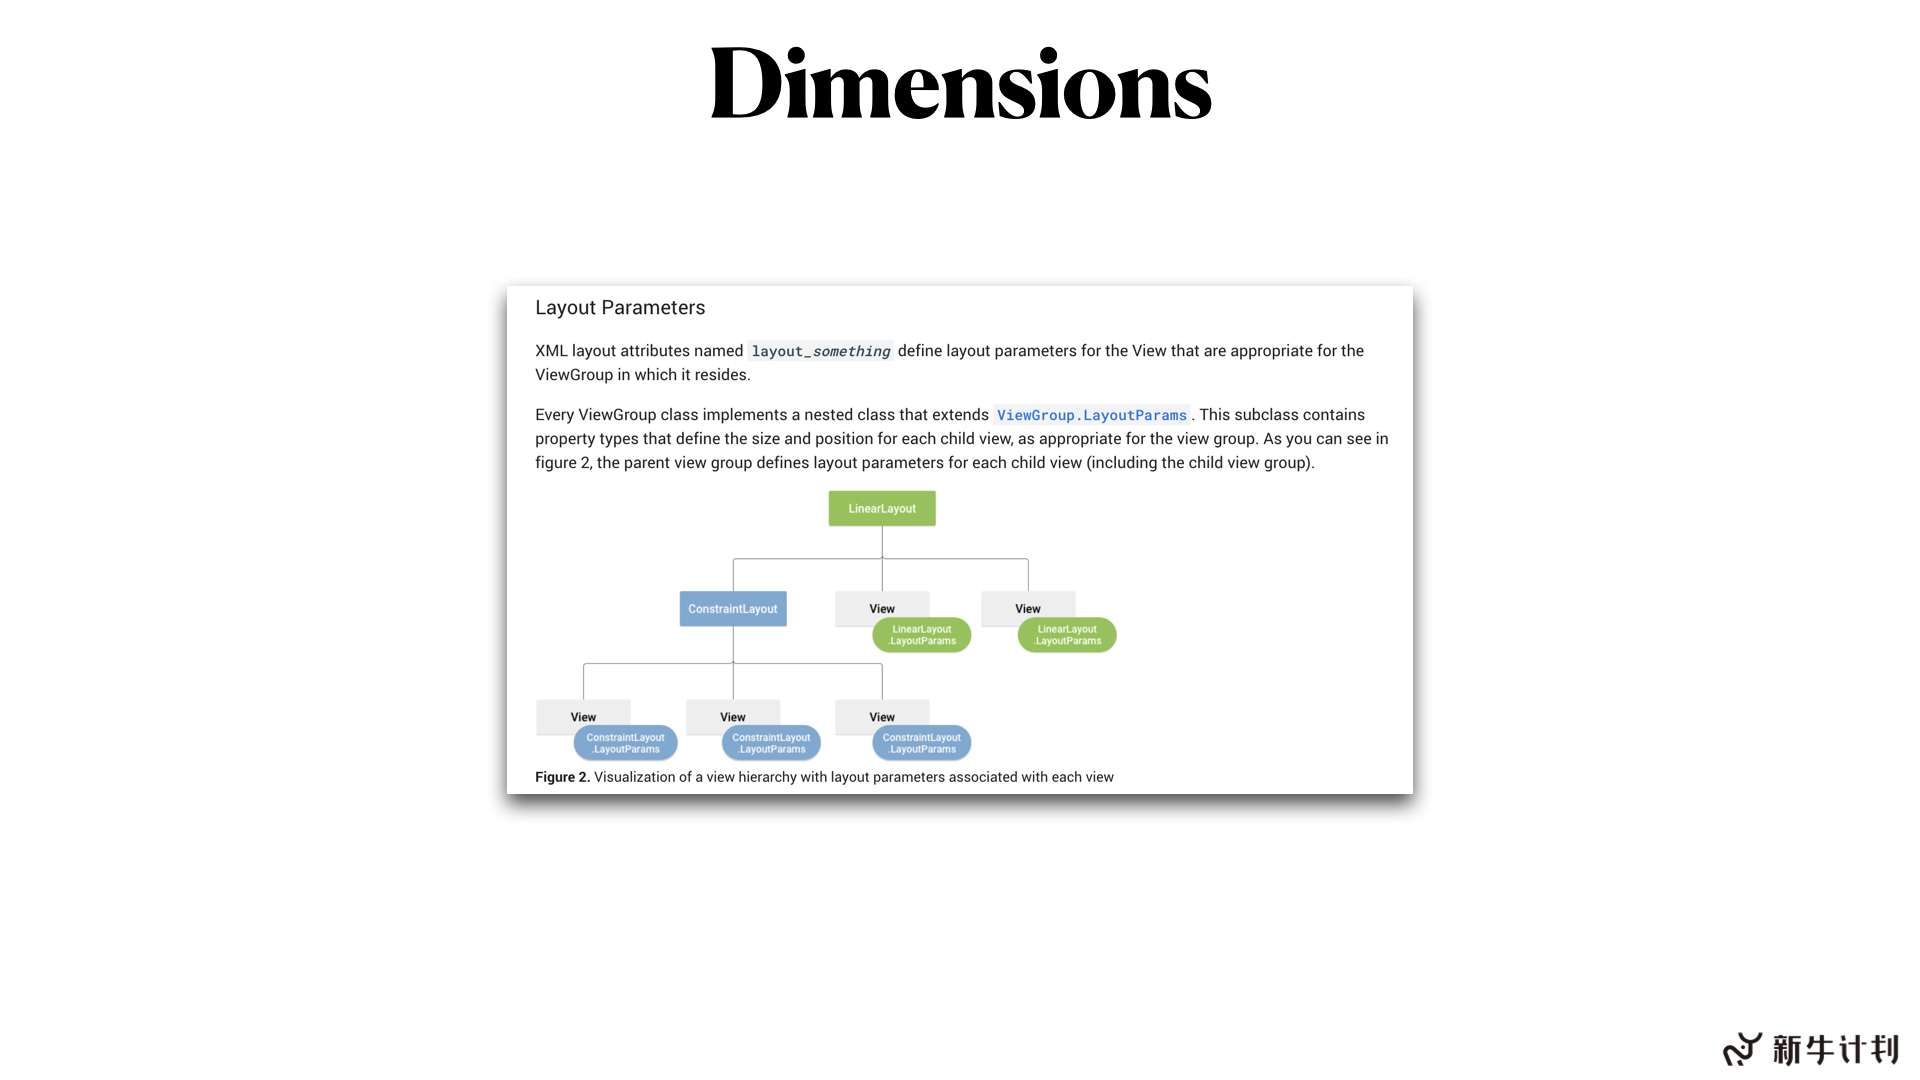 Dimensions
Layout Parameters
XML layout attributes named layout_something define layout parameters for the View that are appropriate for the
ViewGroup in which it resides.
Every ViewGroup class implements a nested class that extends ViewGroup.LayoutParams. This subclass contains
property types that define the size and position for each child view, as appropriate for the view group. As you can see in
figure 2, the parent view group defines layout parameters for each child view (including the child view group).
LinearLayout
ConstraintLayout
View
LinearLayout
.LayoutParams
View
LinearLayout
.LayoutParams
View
ConstraintLayout
.LayoutParams
View
ConstraintLayout
.LayoutParams
View
ConstraintLayout
.LayoutParams
Figure 2. Visualization of a view hierarchy with layout parameters associated with each view
新牛计划